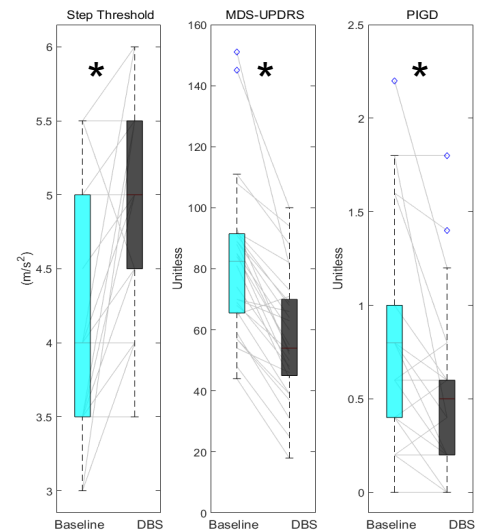 Step Threshold
MDS-UPDRS
PIGD
*
*
*
6
5.5
5
4.5
4
3.5
3
(m/s²)
Baseline
DBS
160
140
120
100
80
60
40
20
0
Unitless
Baseline
DBS
2.5
2
1.5
1
0.5
0
Unitless
Baseline
DBS